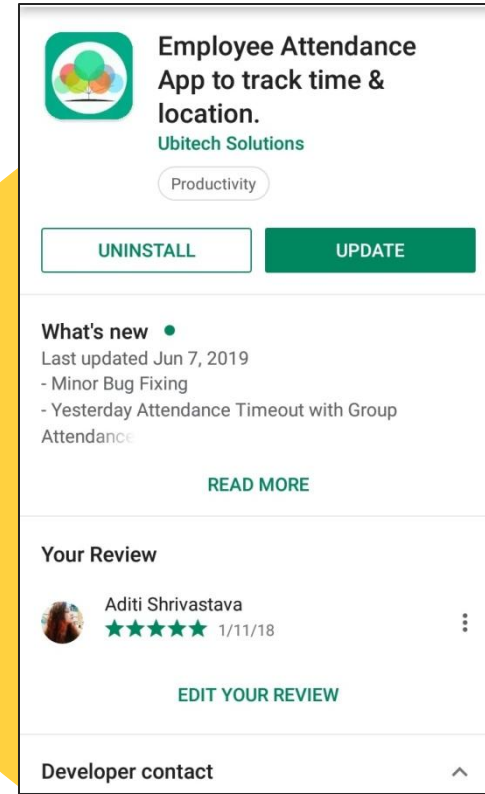 Employee Attendance
App to track time &
location.
Ubitech Solutions
Productivity
UNINSTALL
UPDATE
What's new
Last updated Jun 7, 2019
- Minor Bug Fixing
- Yesterday Attendance Timeout with Group
Attendance
READ MORE
Your Review
Aditi Shrivastava
★★★★★ 1/11/18
EDIT YOUR REVIEW
Developer contact